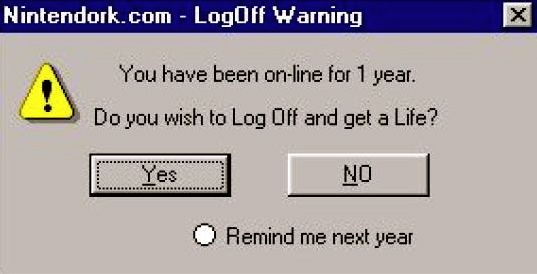 Nintendork.com - LogOff Warning
You have been on-line for 1 year.
Do you wish to Log Off and get a Life?
Yes
NO
Remind me next year